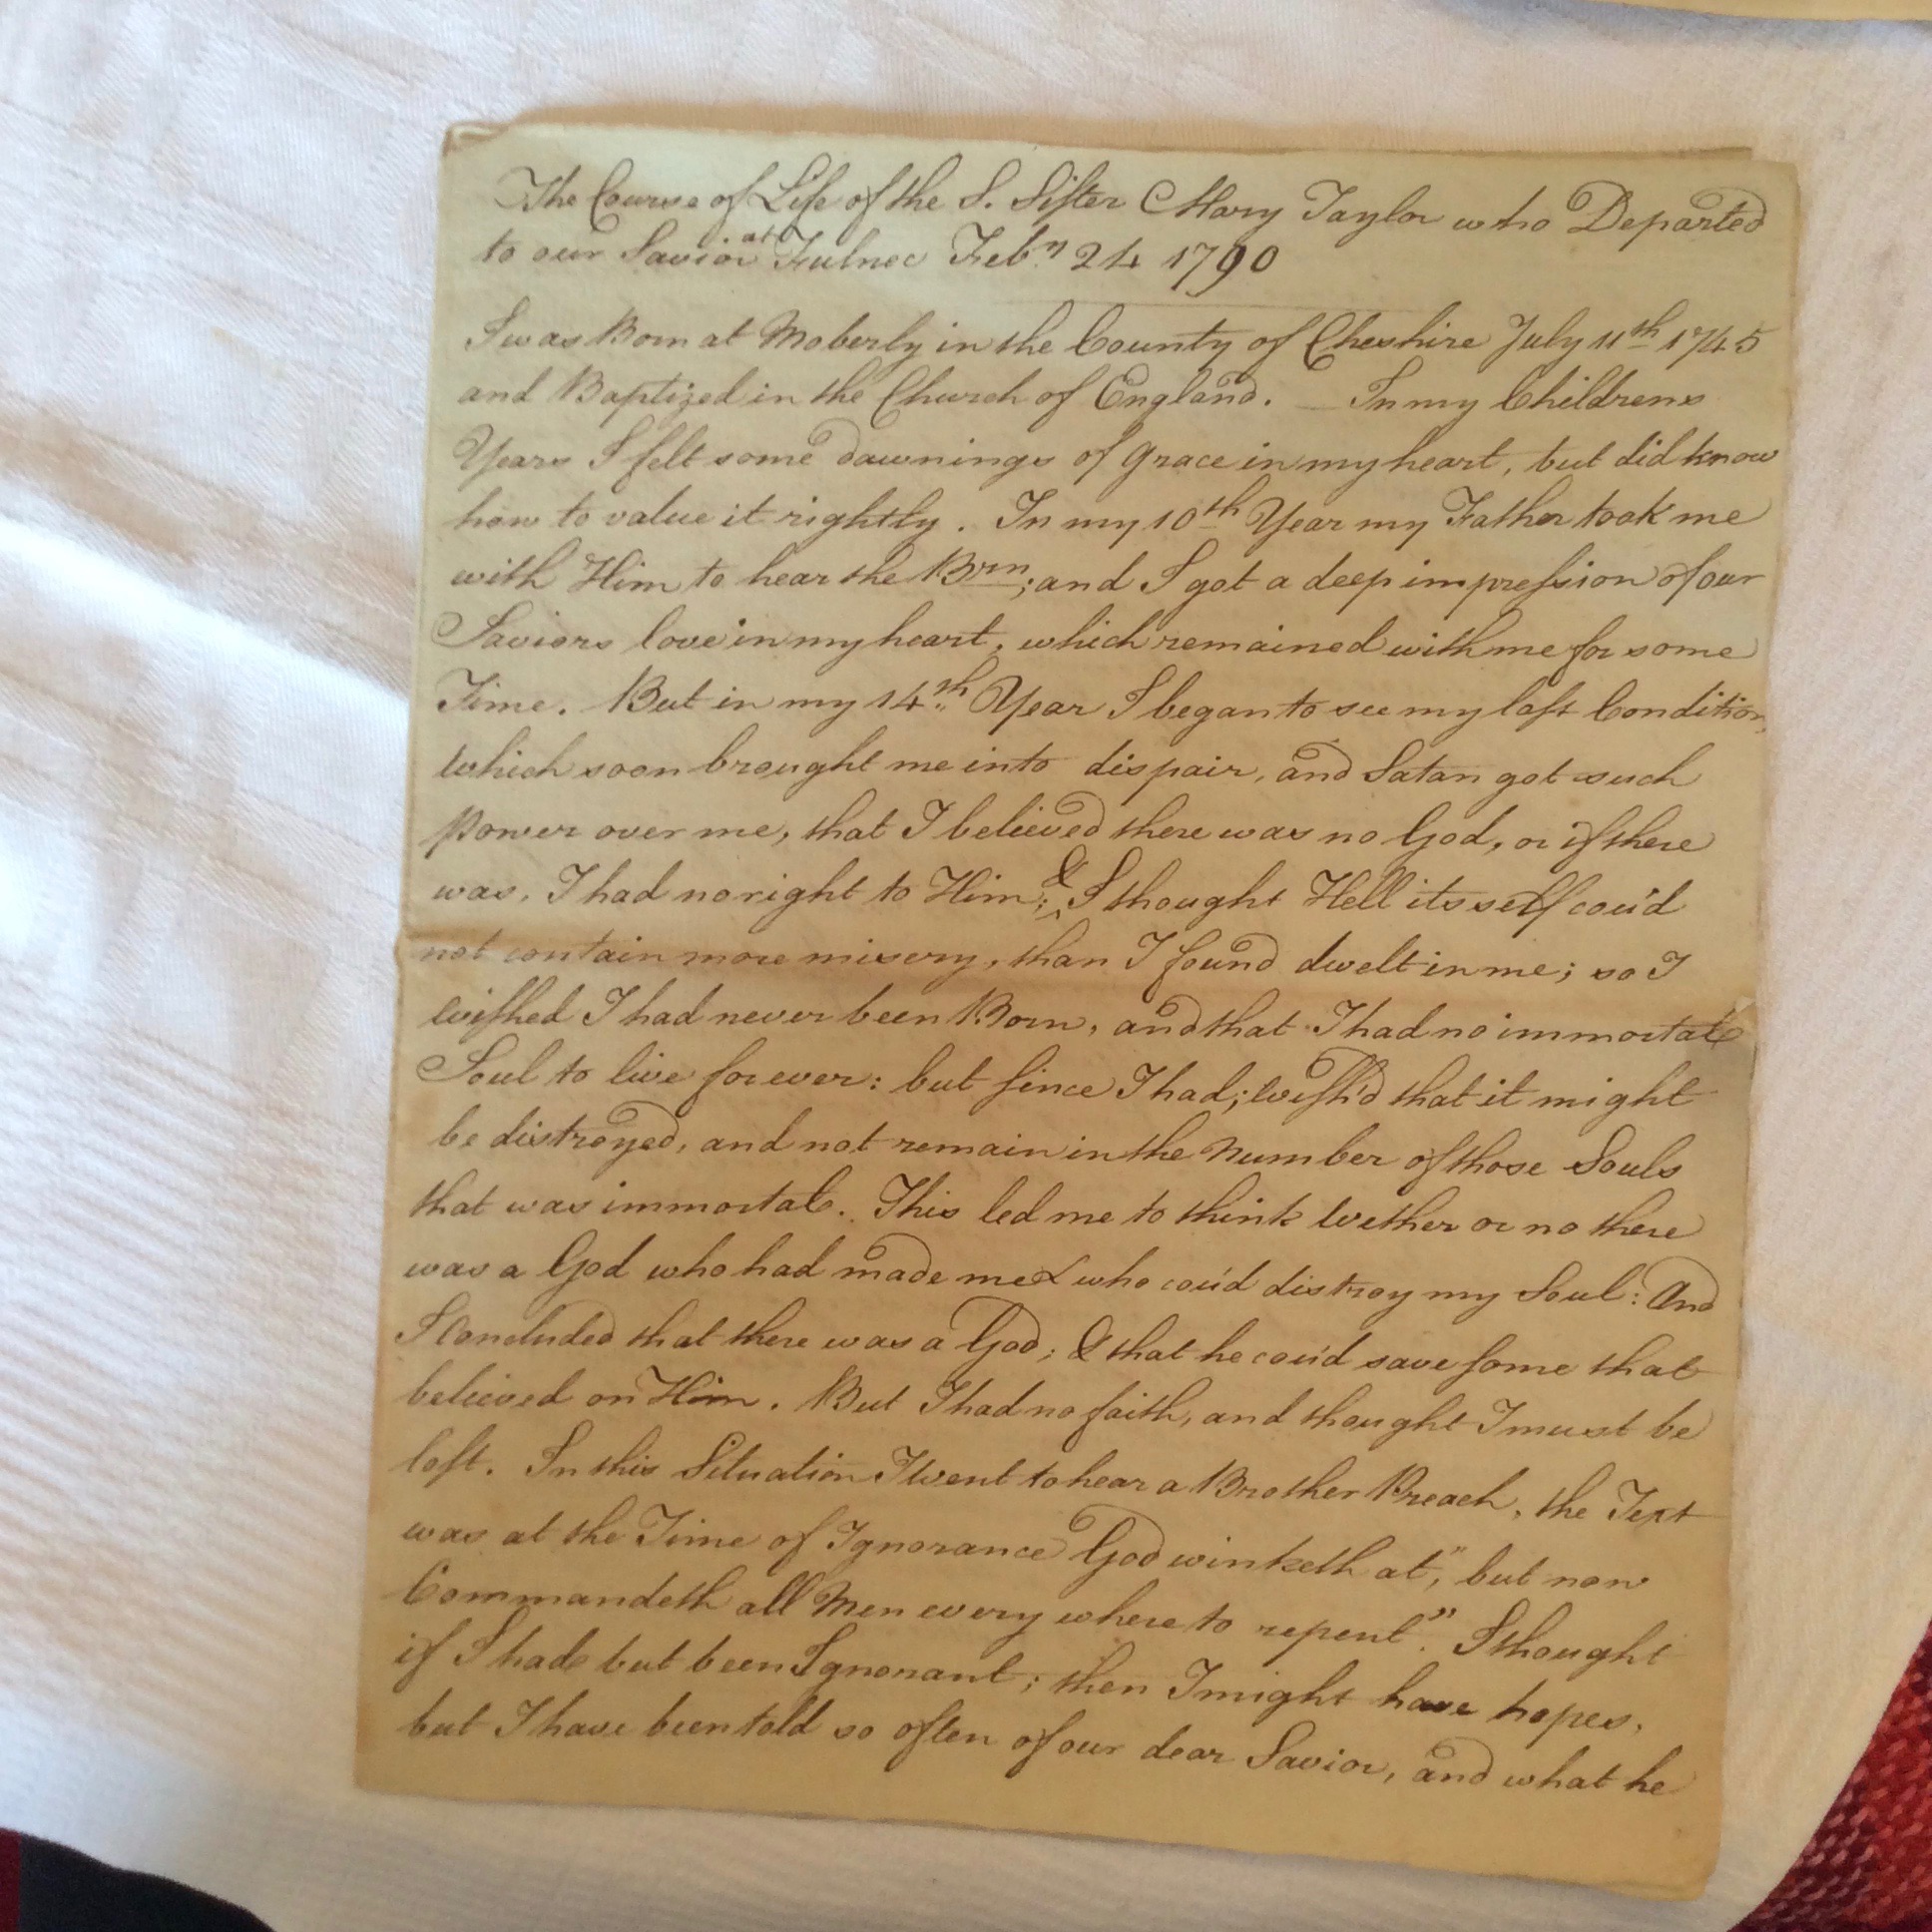 The Course of Life of the S. Sister Mary Taylor who Departed
to our Savior at Fulnec Feb.ry 24 1790
I was Born at Moberly in the County of Cheshire July 11th 1745
and Baptized in the Church of England. — In my Childrens
Years I felt some dawnings of grace in my heart, but did know
how to value it rightly. In my 10th Year my Father took me
with Him to hear the Brn; and I got a deep impression of our
Saviors love in my heart, which remained with me for some
Time. But in my 14th Year I began to see my lost Condition,
which soon brought me into dispair, and Satan got such
Power over me, that I believed there was no God, or if there
was, I had no right to Him; & I thought Hell its self cou'd
not contain more misery, than I found dwelt in me; so I
wished I had never been Born, and that I had no immortal
Soul to live for ever: but since I had; wish'd that it might
be distroyed, and not remain in the Number of those Souls
that was immortal. This led me to think wether or no there
was a God who had made me & who cou'd distroy my Soul: And
I Concluded that there was a God; & that he cou'd save some that
believed on Him. But I had no faith, and thought I must be
lost. In this Situation I went to hear a Brother Preach, the Text
was at the Time of Ignorance God winketh at", but now
Commandeth all Men every where to repent". I thought
if I had but been Ignorant; then I might have hopes,
but I have been told so often of our dear Savior, and what he